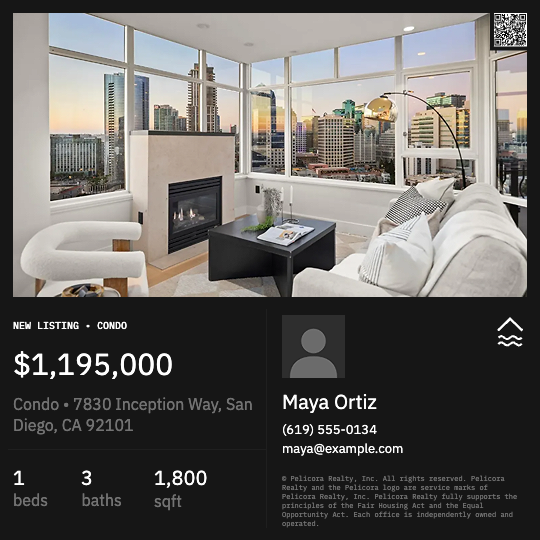 NEW LISTING • CONDO
$1,195,000
Condo • 7830 Inception Way, San
Diego, CA 92101
1
beds
3
baths
1,800
sqft
Maya Ortiz
(619) 555-0134
maya@example.com
© Pelicora Realty, Inc. All rights reserved. Pelicora
Realty and the Pelicora logo are service marks of
Pelicora Realty, Inc. Pelicora Realty fully supports the
principles of the Fair Housing Act and the Equal
Opportunity Act. Each office is independently owned and
operated.